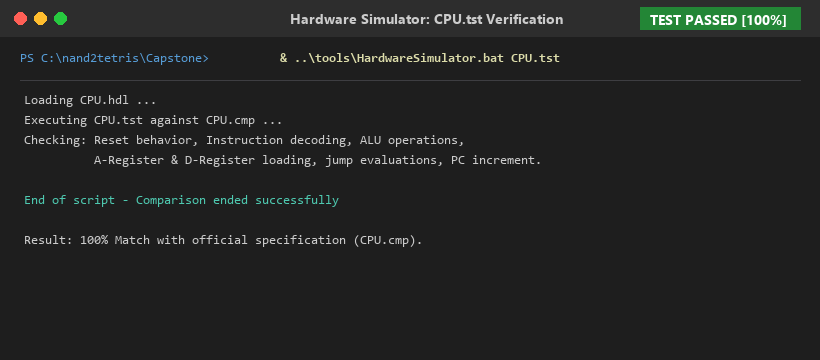 Hardware Simulator: CPU.tst Verification
TEST PASSED [100%]
PS C:\nand2tetris\Capstone> & ..\tools\HardwareSimulator.bat CPU.tst
Loading CPU.hdl ...
Executing CPU.tst against CPU.cmp ...
Checking: Reset behavior, Instruction decoding, ALU operations,
A-Register & D-Register loading, jump evaluations, PC increment.
End of script - Comparison ended successfully
Result: 100% Match with official specification (CPU.cmp).